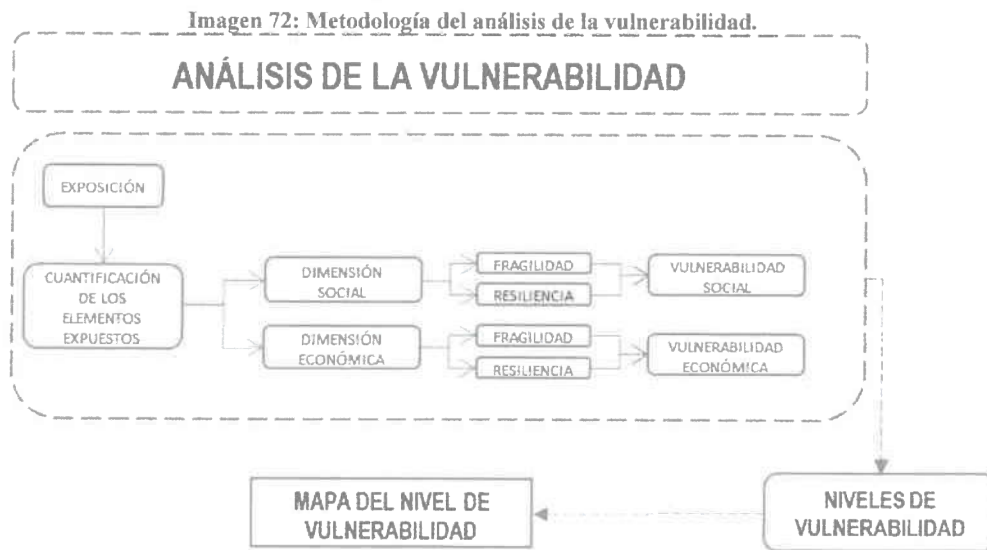 Imagen 72: Metodología del análisis de la vulnerabilidad.
ANÁLISIS DE LA VULNERABILIDAD
EXPOSICIÓN
CUANTIFICACIÓN
DE LOS
ELEMENTOS
EXPUESTOS
DIMENSIÓN
SOCIAL
FRAGILIDAD
RESILIENCIA
VULNERABILIDAD
SOCIAL
DIMENSIÓN
ECONÓMICA
FRAGILIDAD
RESILIENCIA
VULNERABILIDAD
ECONÓMICA
MAPA DEL NIVEL DE
VULNERABILIDAD
NIVELES DE
VULNERABILIDAD